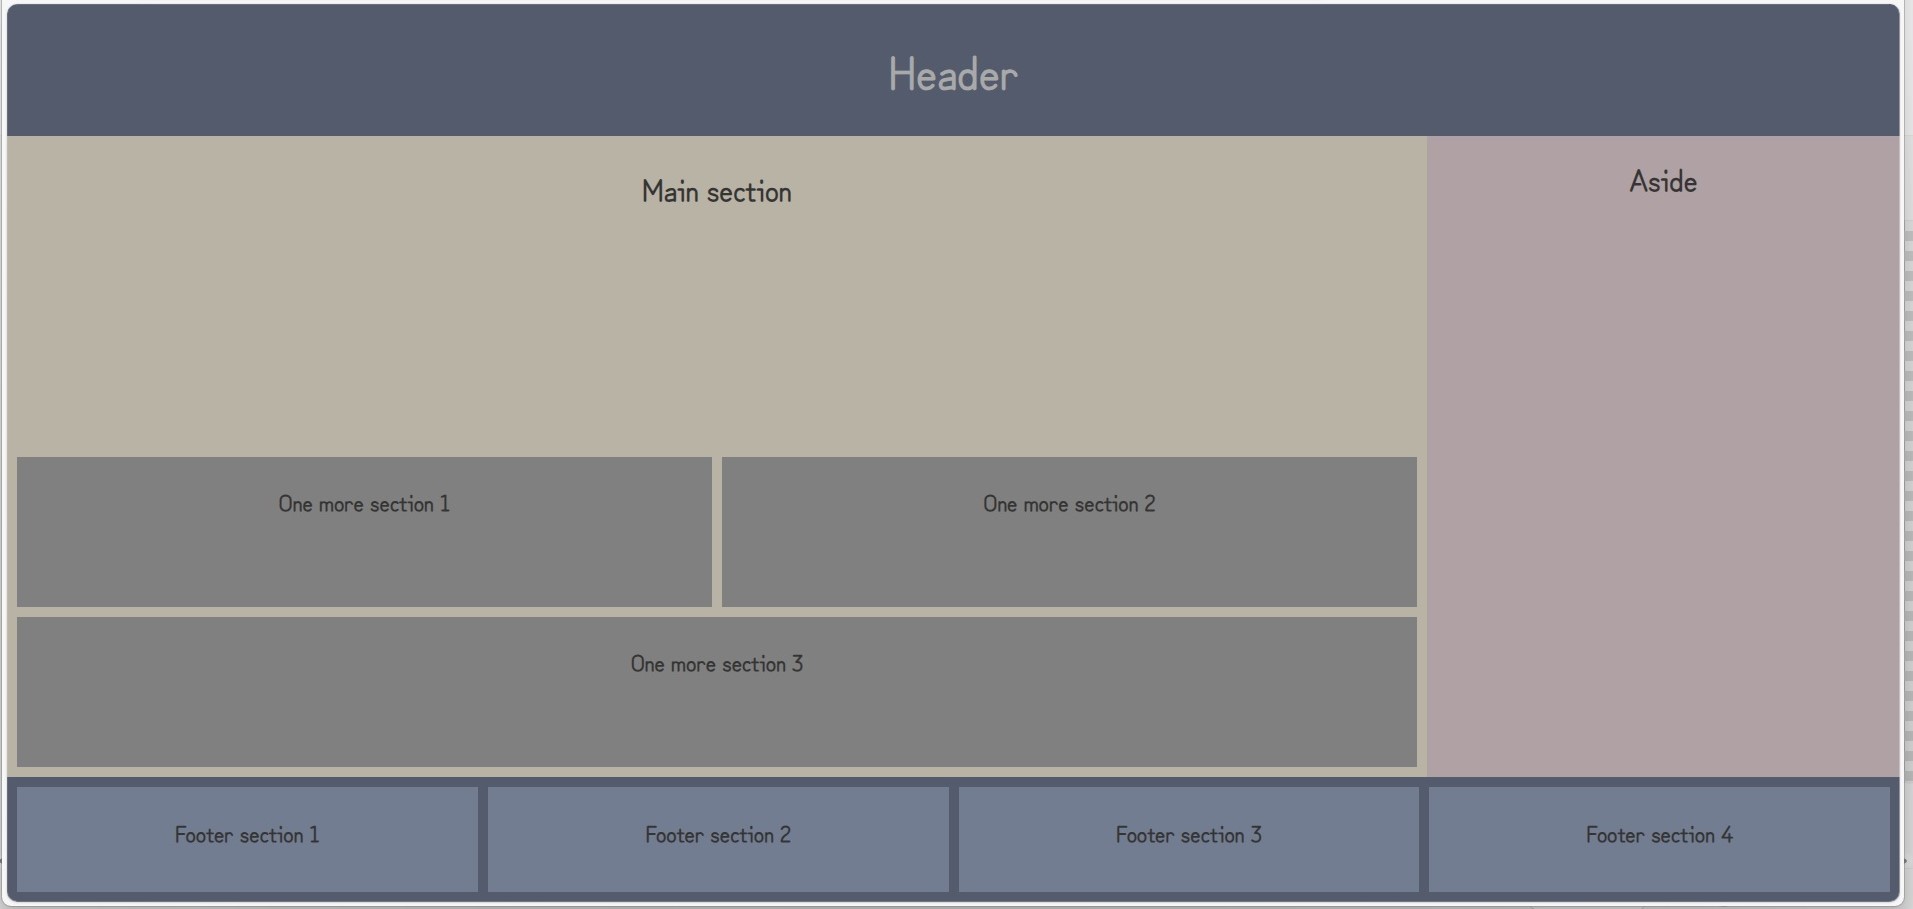 Header
Main section
Aside
One more section 1
One more section 2
One more section 3
Footer section 1
Footer section 2
Footer section 3
Footer section 4